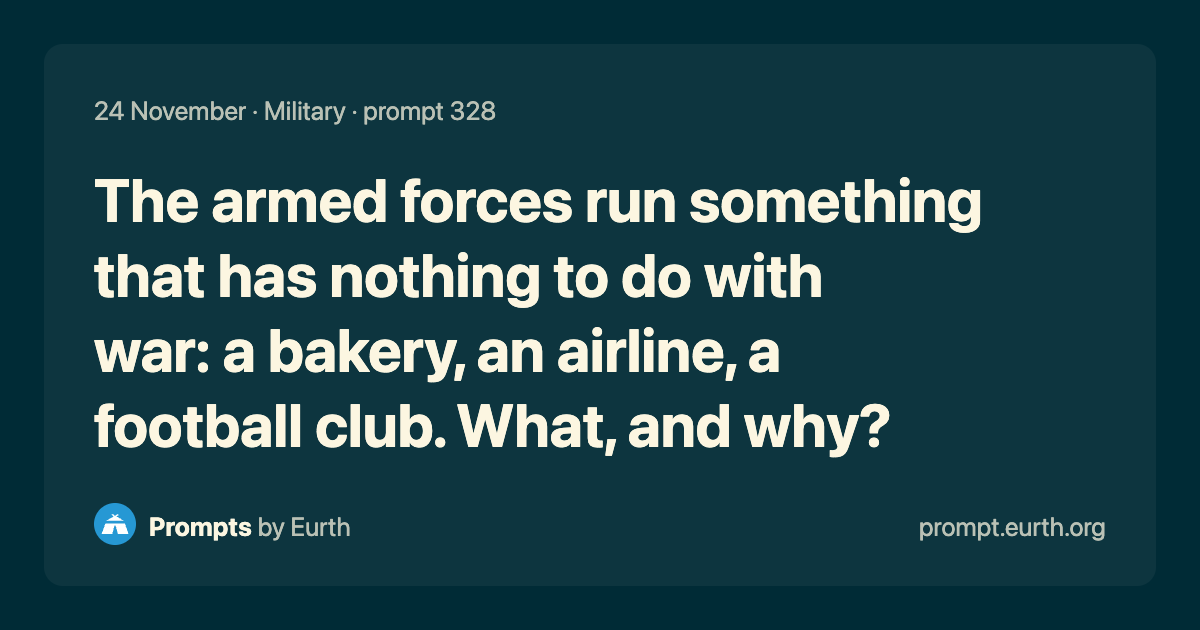 24 November · Military · prompt 328
The armed forces run something
that has nothing to do with
war: a bakery, an airline, a
football club. What, and why?
Prompts by Eurth
prompt.eurth.org